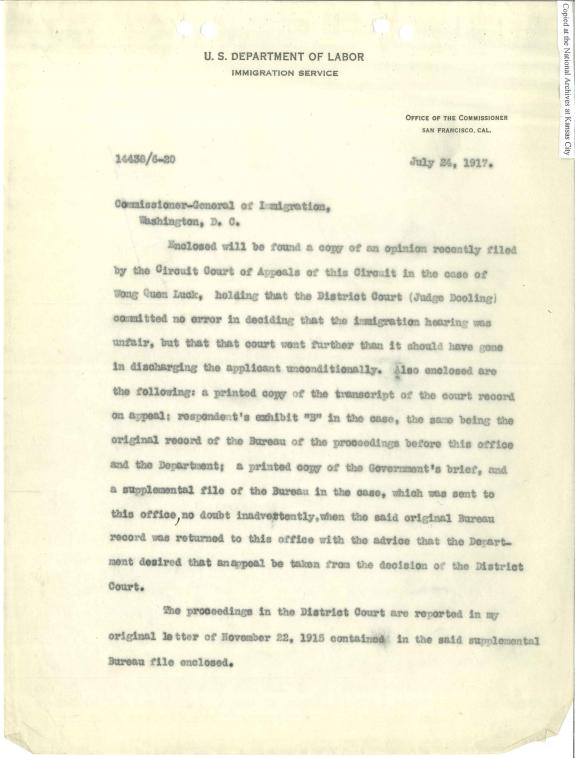 Copied at the National Archives at Kansas City
U. S. DEPARTMENT OF LABOR
IMMIGRATION SERVICE
OFFICE OF THE COMMISSIONER
SAN FRANCISCO, CAL.
14438/6-20
July 24, 1917.
Commissioner-General of Immigration,
Washington, D. C.
Enclosed will be found a copy of an opinion recently filed
by the Circuit Court of Appeals of this Circuit in the case of
Wong Quen Luck, holding that the District Court (Judge Dooling)
committed no error in deciding that the immigration hearing was
unfair, but that that court went further than it should have gone
in discharging the applicant unconditionally. Also enclosed are
the following: a printed copy of the transcript of the court record
on appeal; respondent's exhibit "B" in the case, the same being the
original record of the Bureau of the proceedings before this office
and the Department; a printed copy of the Government's brief, and
a supplemental file of the Bureau in the case, which was sent to
this office, no doubt inadvertently, when the said original Bureau
record was returned to this office with the advice that the Depart-
ment desired that anappeal be taken from the decision of the District
Court.
The proceedings in the District Court are reported in my
original letter of November 22, 1915 contained in the said supplemental
Bureau file enclosed.